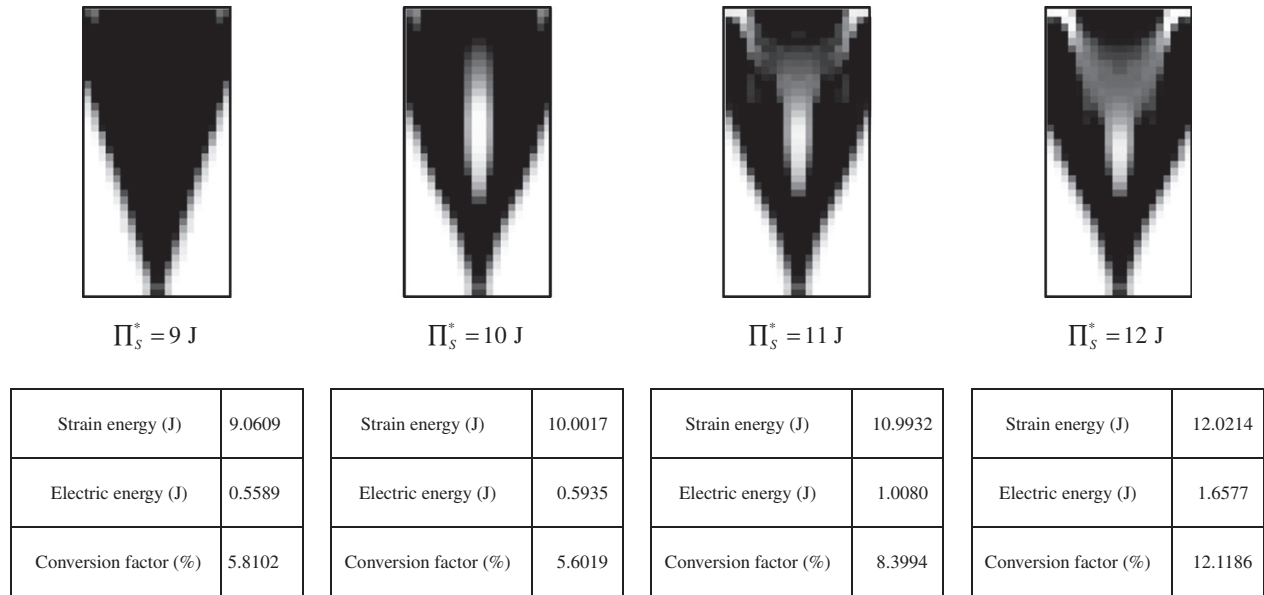 ∏*S = 9 J
∏*S = 10 J
∏*S = 11 J
∏*S = 12 J
Strain energy (J) 9.0609
Electric energy (J) 0.5589
Conversion factor (%) 5.8102
Strain energy (J) 10.0017
Electric energy (J) 0.5935
Conversion factor (%) 5.6019
Strain energy (J) 10.9932
Electric energy (J) 1.0080
Conversion factor (%) 8.3994
Strain energy (J) 12.0214
Electric energy (J) 1.6577
Conversion factor (%) 12.1186